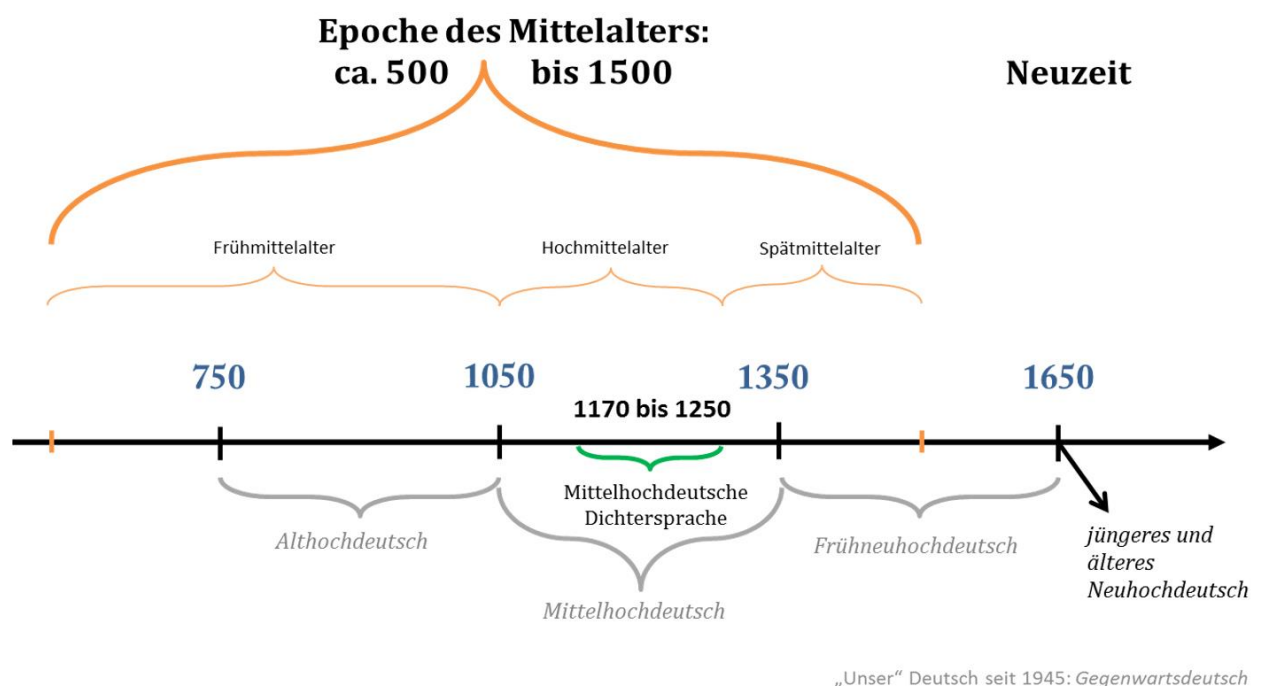 Epoche des Mittelalters:
ca. 500 bis 1500
Neuzeit
Frühmittelalter
Hochmittelalter
Spätmittelalter
750
1050
1350
1650
1170 bis 1250
Mittelhochdeutsche
Dichtersprache
Althochdeutsch
Mittelhochdeutsch
Frühneuhochdeutsch
jüngeres und
älteres
Neuhochdeutsch
„Unser“ Deutsch seit 1945: Gegenwartsdeutsch